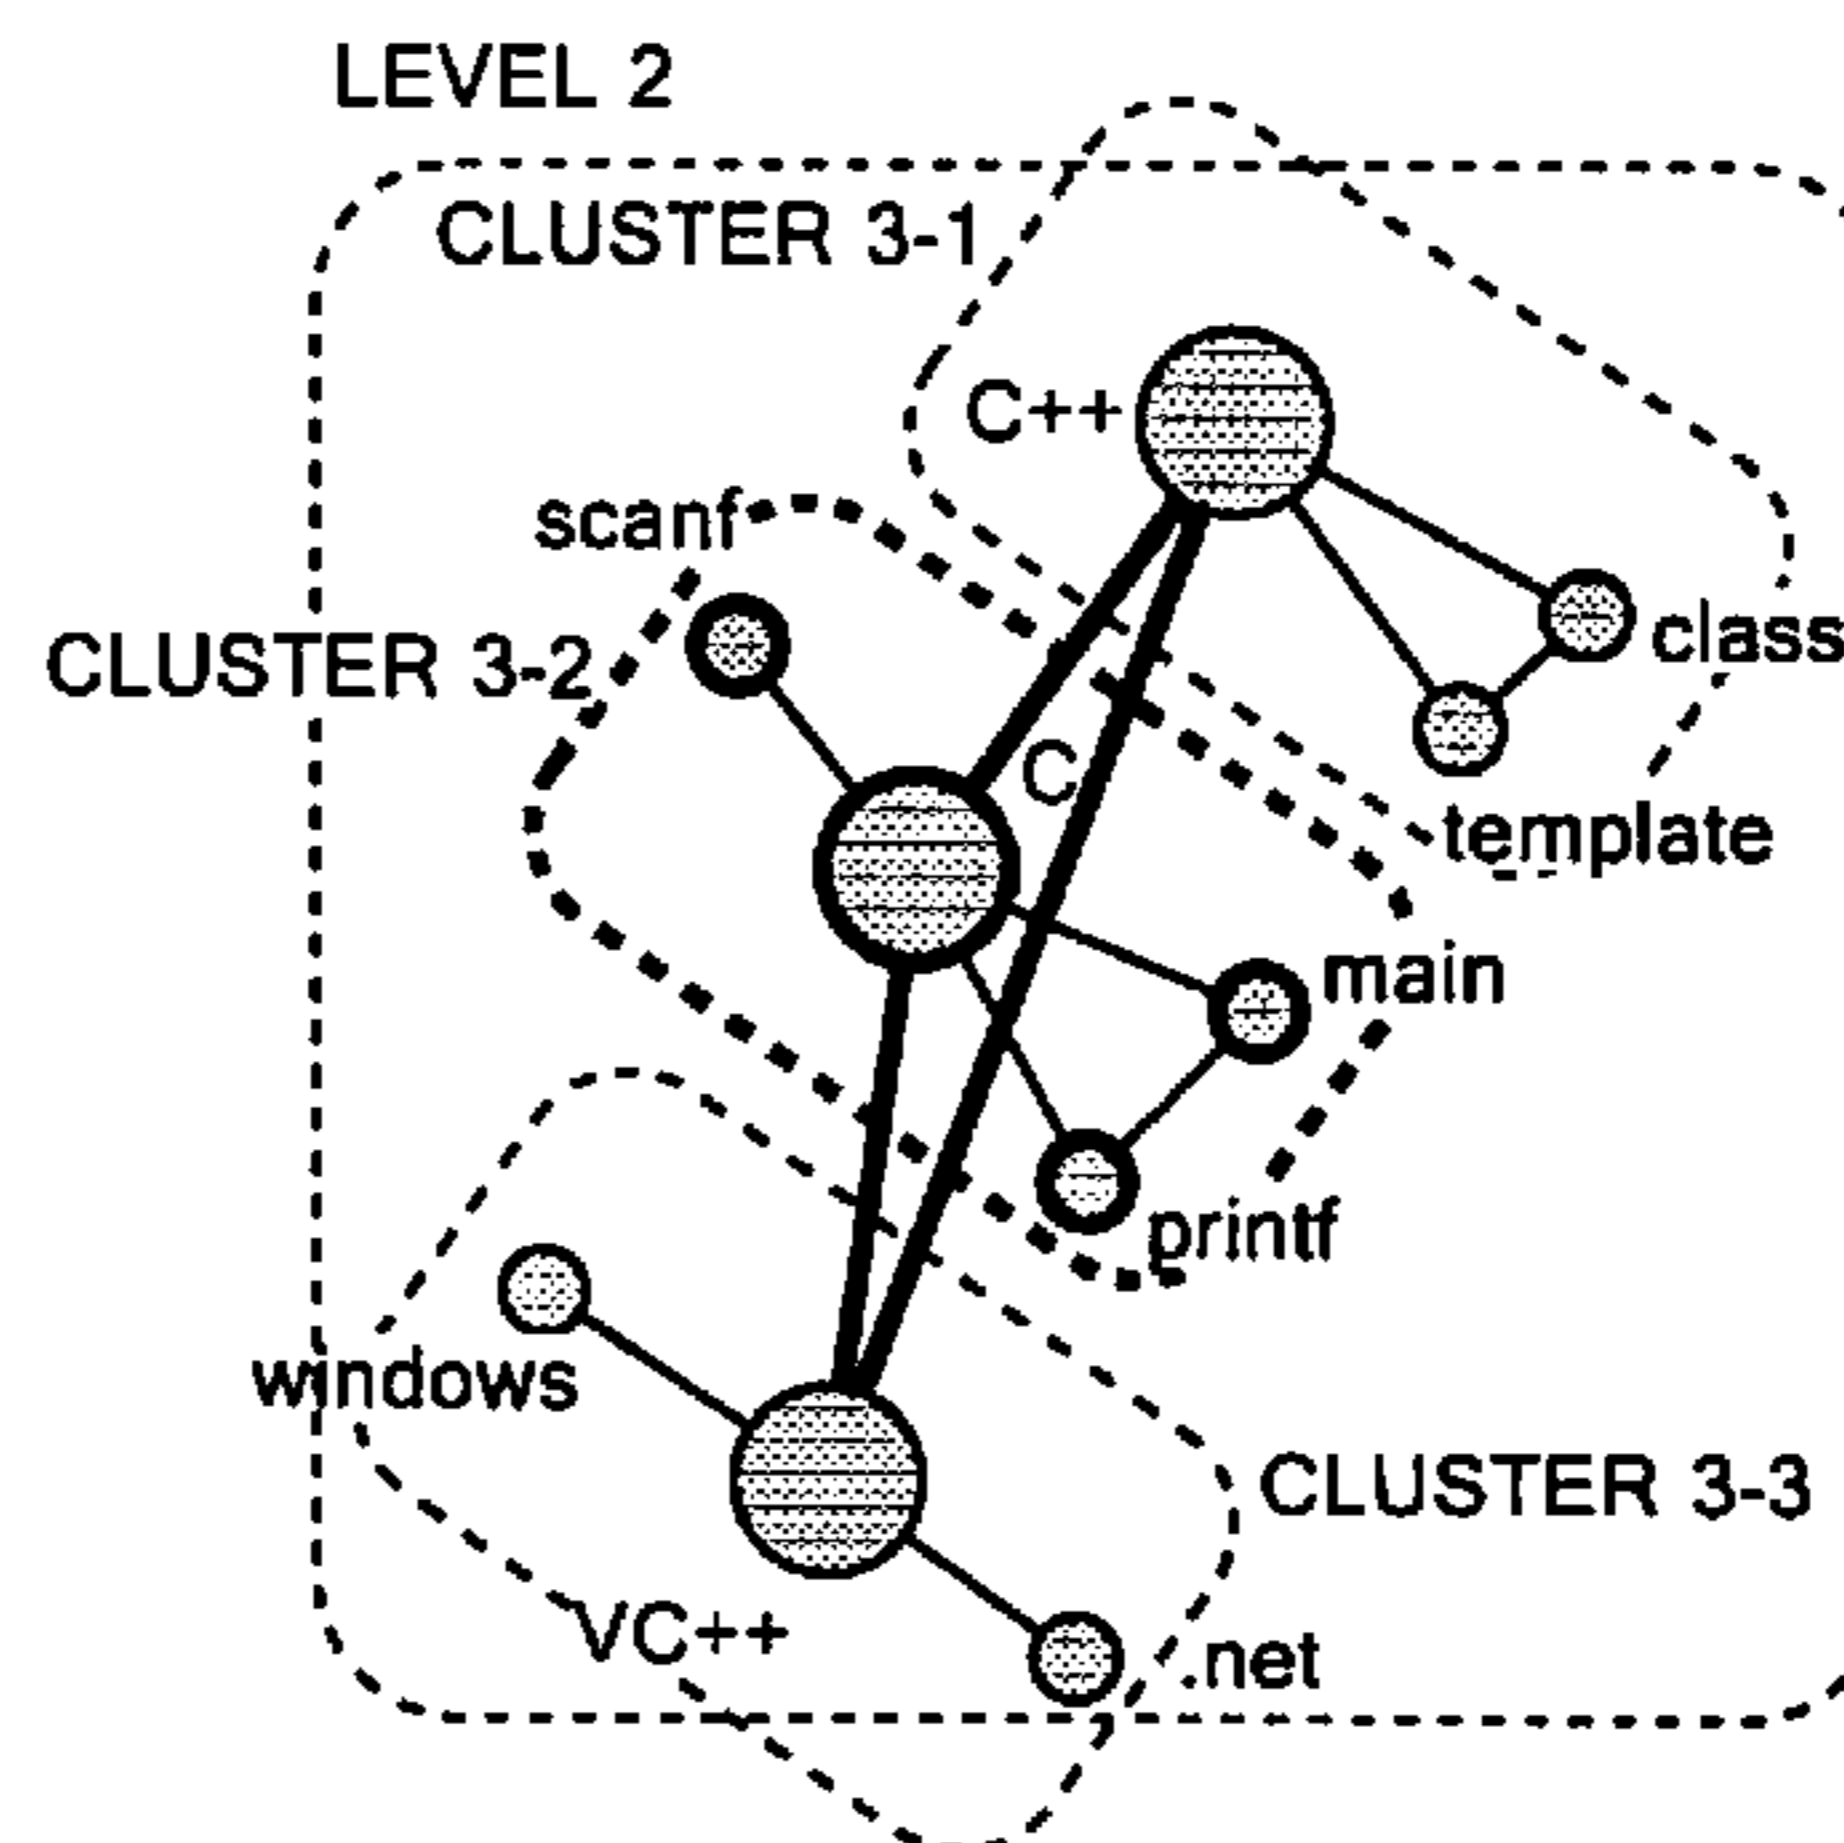 LEVEL 2
CLUSTER 3-1
C++
scanf
class
CLUSTER 3-2
C
template
main
printf
windows
CLUSTER 3-3
VC++
.net